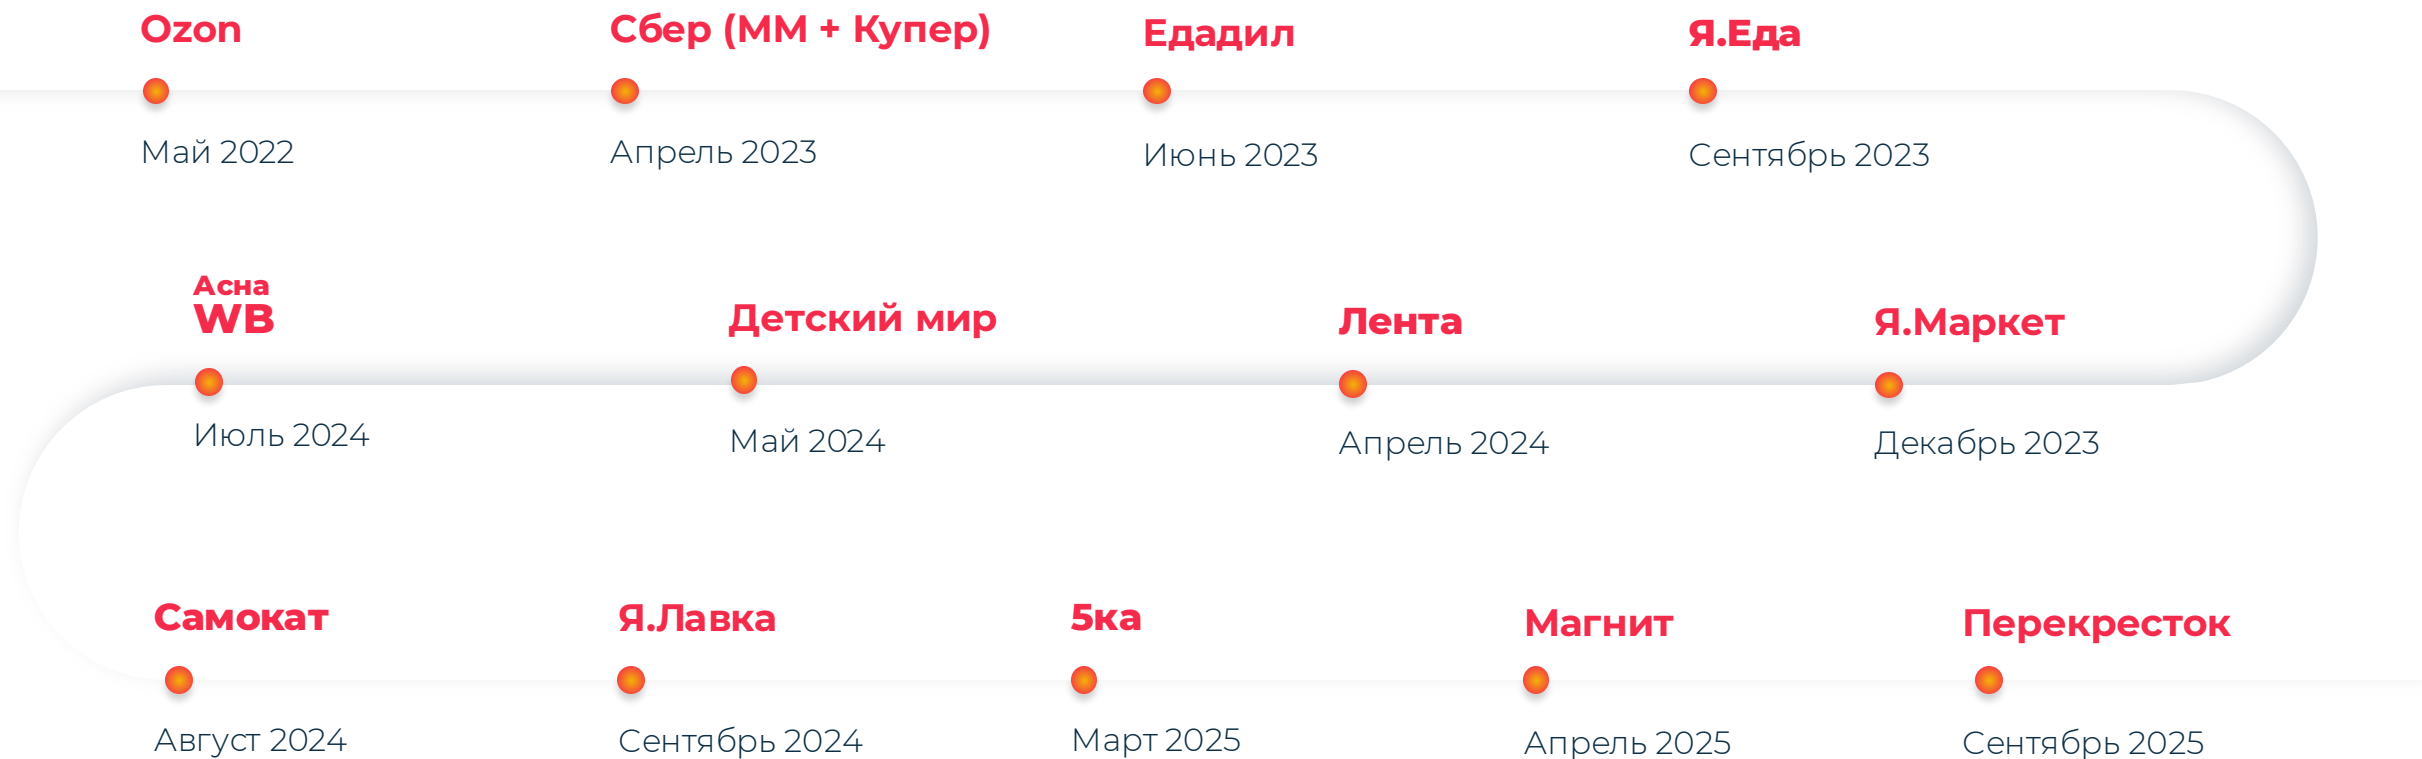 Ozon
Сбер (ММ + Купер)
Едадил
Я.Еда
Май 2022
Апрель 2023
Июнь 2023
Сентябрь 2023
Асна
WB
Детский мир
Лента
Я.Маркет
Июль 2024
Май 2024
Апрель 2024
Декабрь 2023
Самокат
Я.Лавка
5ка
Магнит
Перекресток
Август 2024
Сентябрь 2024
Март 2025
Апрель 2025
Сентябрь 2025